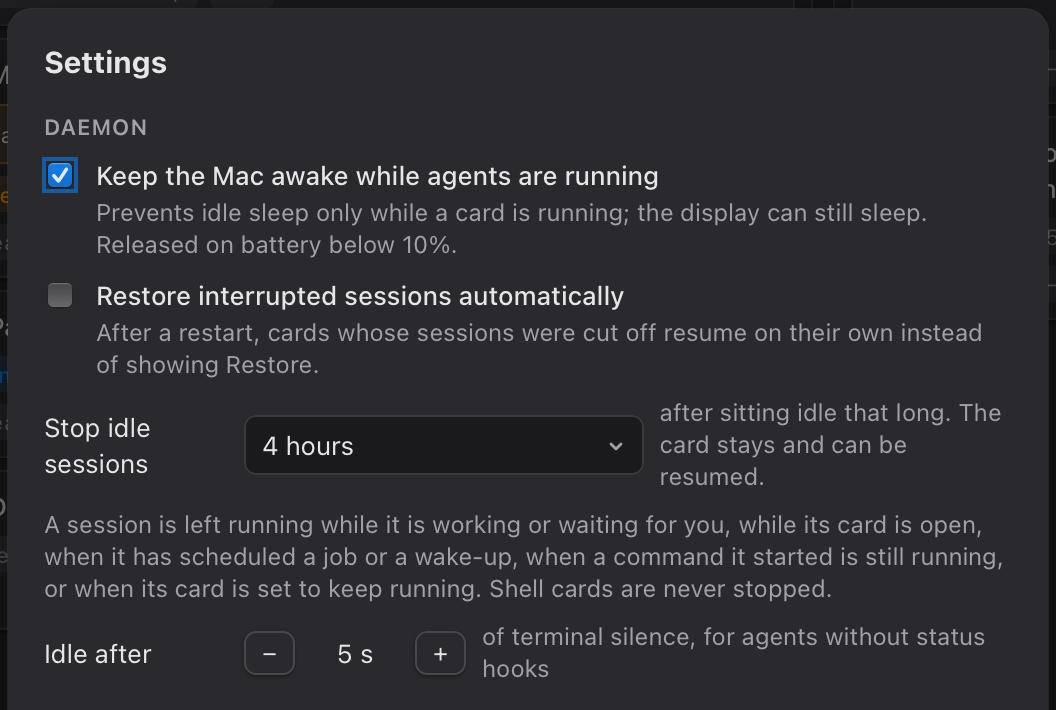 Settings
DAEMON
Keep the Mac awake while agents are running
Prevents idle sleep only while a card is running; the display can still sleep.
Released on battery below 10%.
Restore interrupted sessions automatically
After a restart, cards whose sessions were cut off resume on their own instead
of showing Restore.
Stop idle
sessions
4 hours
after sitting idle that long. The
card stays and can be
resumed.
A session is left running while it is working or waiting for you, while its card is open,
when it has scheduled a job or a wake-up, when a command it started is still running,
or when its card is set to keep running. Shell cards are never stopped.
Idle after
−
5 s
+
of terminal silence, for agents without status
hooks